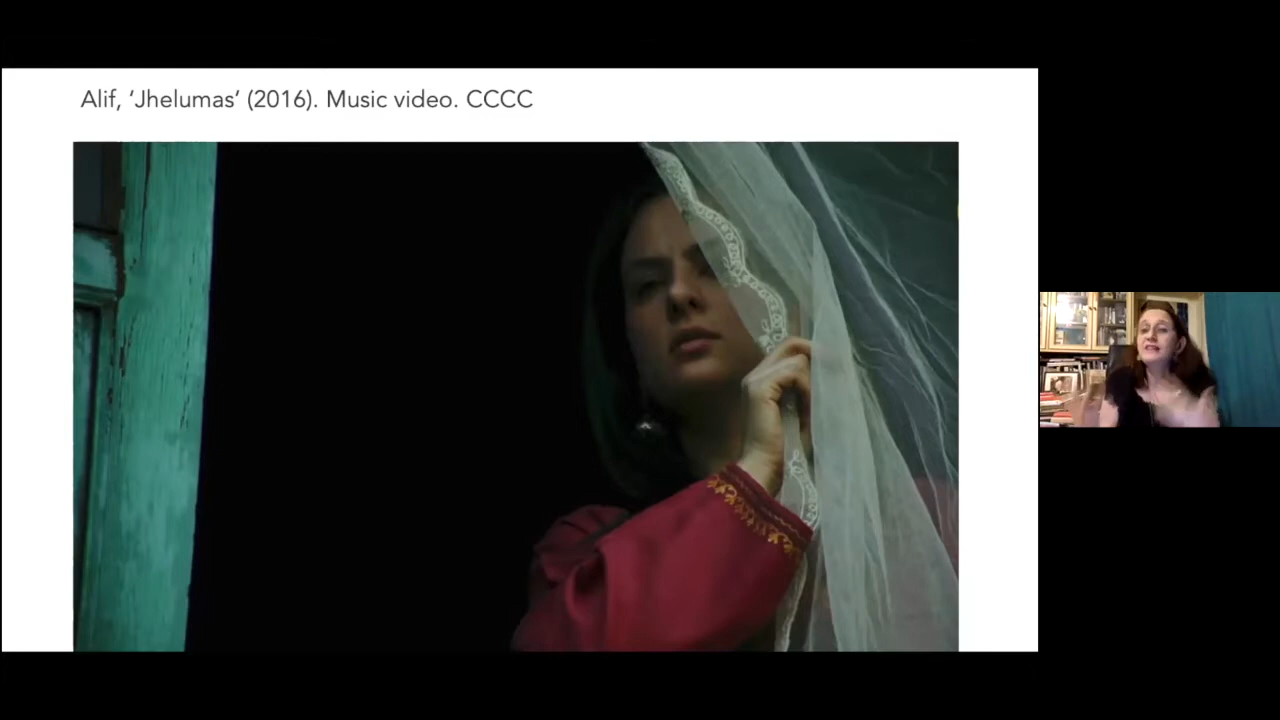 Alif, ‘Jhelumas’ (2016). Music video. CCCC